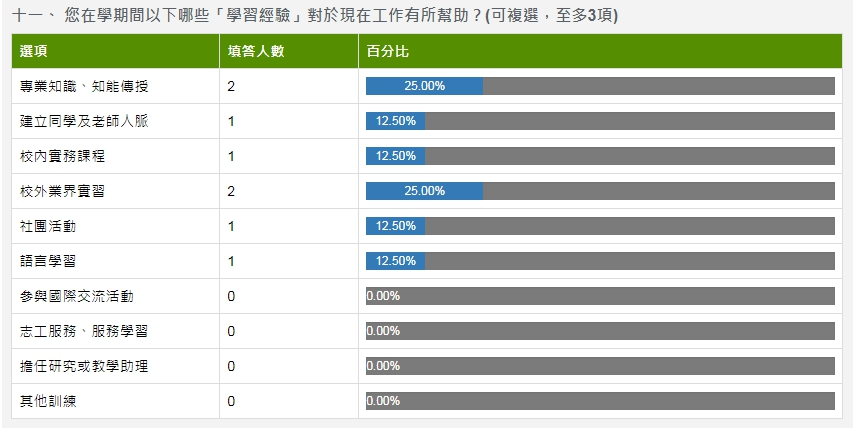 十一、 您在學期間以下哪些「學習經驗」對於現在工作有所幫助？(可複選，至多3項)
選項 填答人數 百分比
專業知識、知能傳授 2 25.00%
建立同學及老師人脈 1 12.50%
校內實務課程 1 12.50%
校外業界實習 2 25.00%
社團活動 1 12.50%
語言學習 1 12.50%
參與國際交流活動 0 0.00%
志工服務、服務學習 0 0.00%
擔任研究或教學助理 0 0.00%
其他訓練 0 0.00%